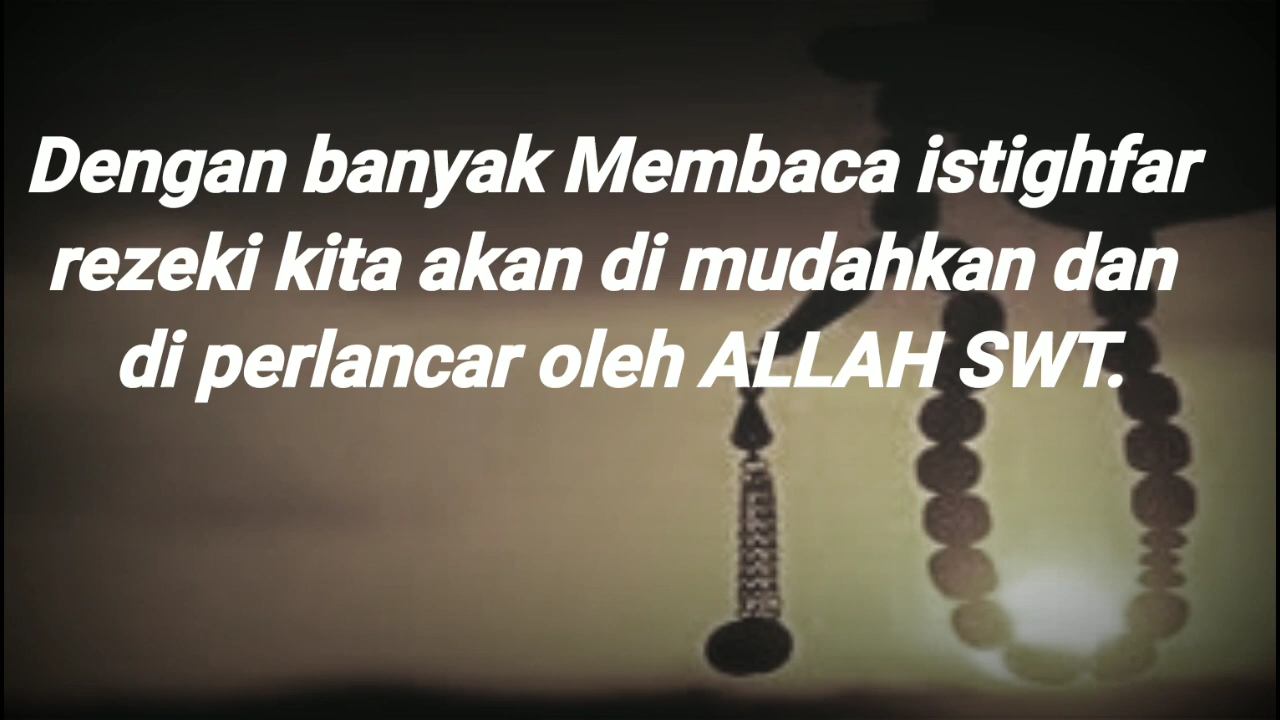 Dengan banyak Membaca istighfar
rezeki kita akan di mudahkan dan
di perlancar oleh ALLAH SWT.